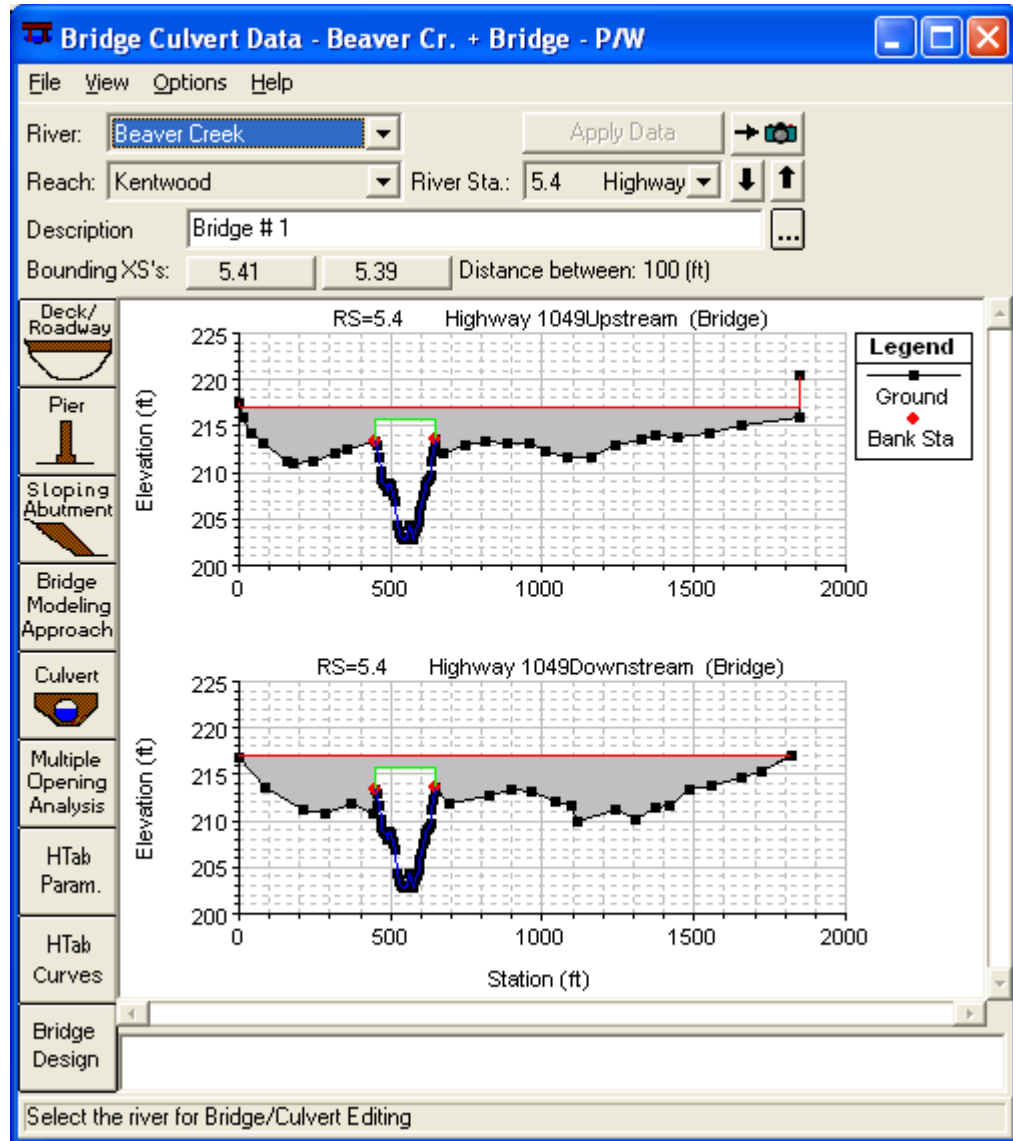 Bridge Culvert Data - Beaver Cr. + Bridge - P/W
File View Options Help
River: Beaver Creek Apply Data
Reach: Kentwood River Sta.: 5.4 Highway
Description Bridge # 1 ...
Bounding XS's: 5.41 5.39 Distance between: 100 (ft)
Deck/
Roadway
Pier
Sloping
Abutment
Bridge
Modeling
Approach
Culvert
Multiple
Opening
Analysis
HTab
Param.
HTab
Curves
Bridge
Design
RS=5.4 Highway 1049Upstream (Bridge)
225
220
215
210
205
200
Elevation (ft)
0 500 1000 1500 2000
Legend
Ground
Bank Sta
RS=5.4 Highway 1049Downstream (Bridge)
225
220
215
210
205
200
Elevation (ft)
0 500 1000 1500 2000
Station (ft)
Select the river for Bridge/Culvert Editing